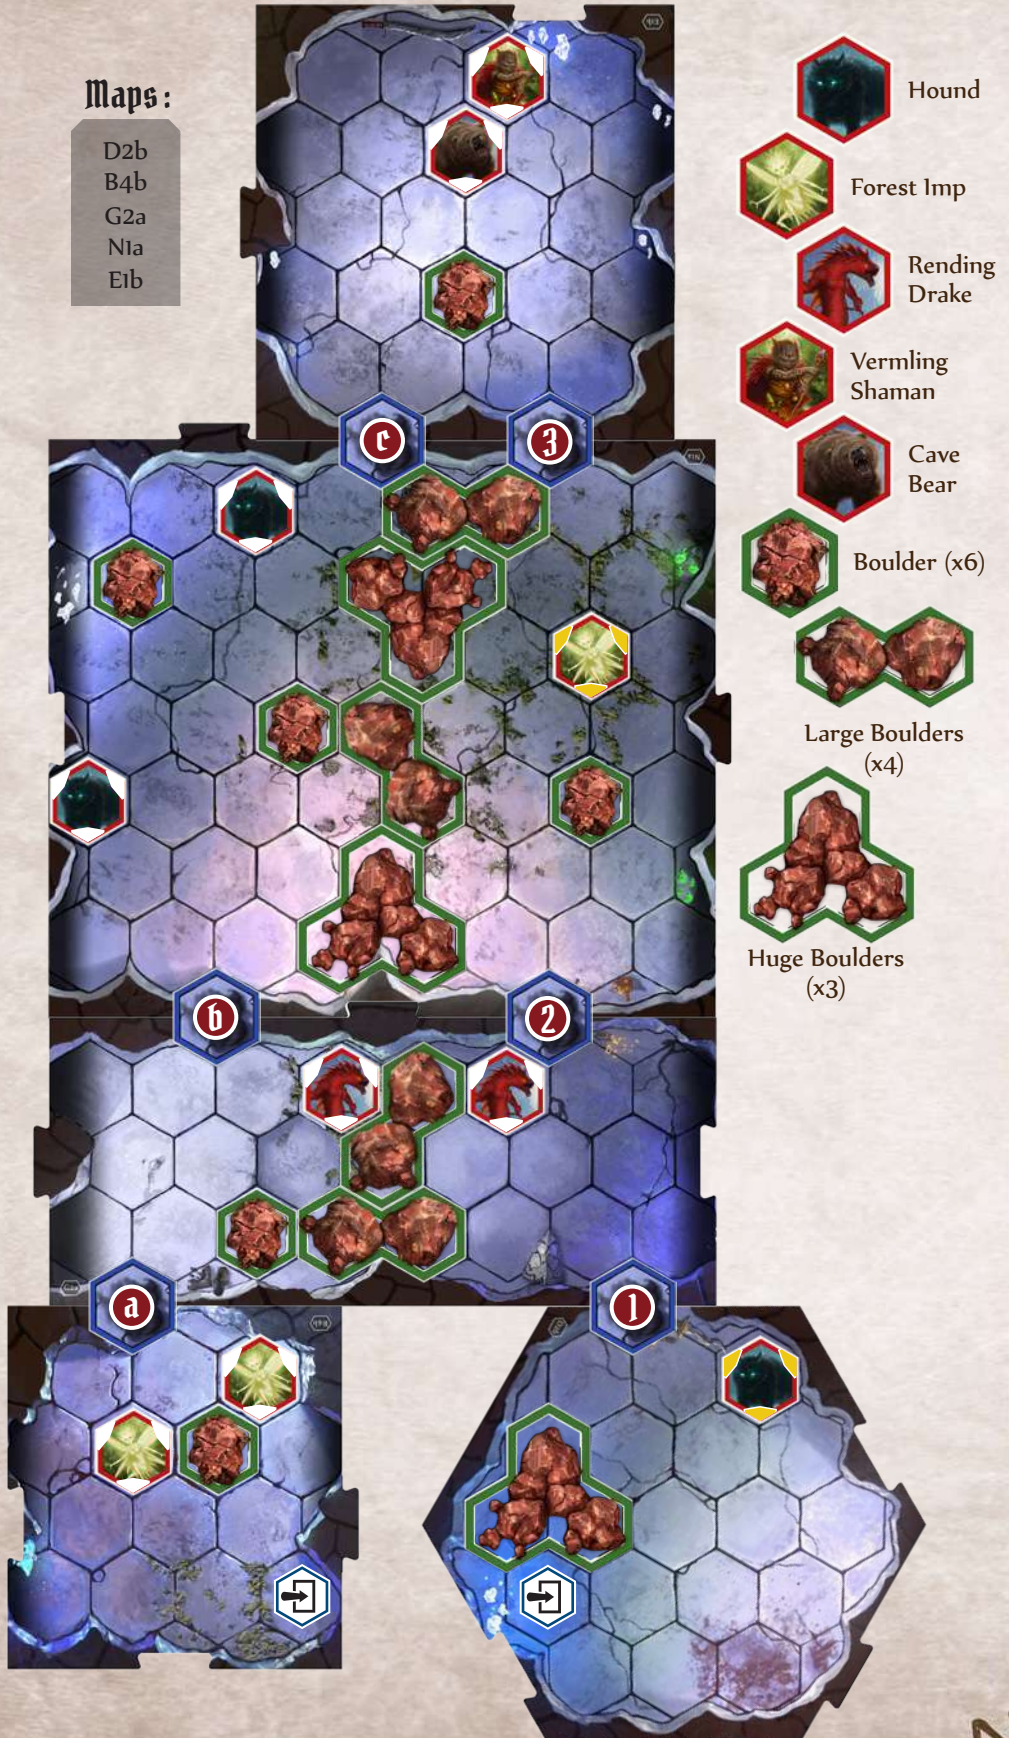 Maps:
D2b
B4b
G2a
N1a
E1b
Hound
Forest Imp
Rending
Drake
Vermling
Shaman
Cave
Bear
Boulder (x6)
Large Boulders
(x4)
Huge Boulders
(x3)
c
3
b
2
a
1